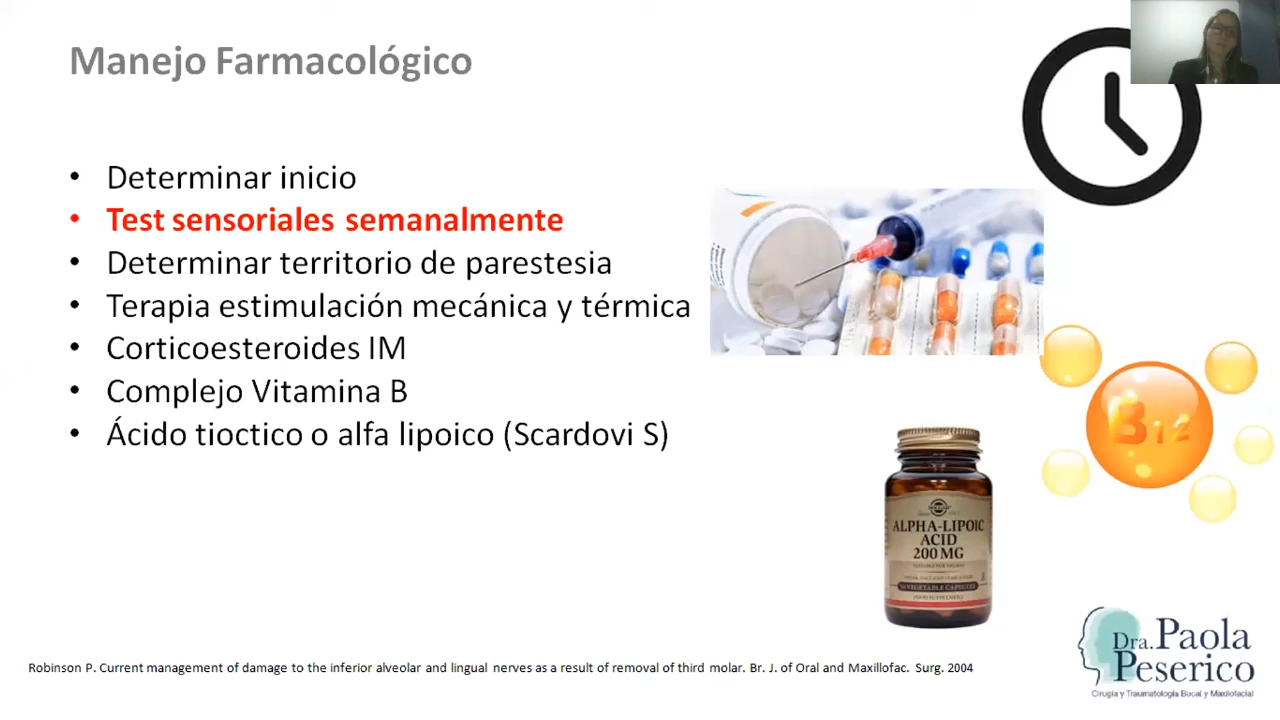 Manejo Farmacológico
• Determinar inicio
• Test sensoriales semanalmente
• Determinar territorio de parestesia
• Terapia estimulación mecánica y térmica
• Corticoesteroides IM
• Complejo Vitamina B
• Ácido tioctico o alfa lipoico (Scardovi S)
B12
SOLGAR
ALPHA-LIPOIC
ACID
200 MG
Robinson P. Current management of damage to the inferior alveolar and lingual nerves as a result of removal of third molar. Br. J. of Oral and Maxillofac. Surg. 2004
Dra. Paola
Peserico
Cirugía y Traumatología Bucal y Maxilofacial